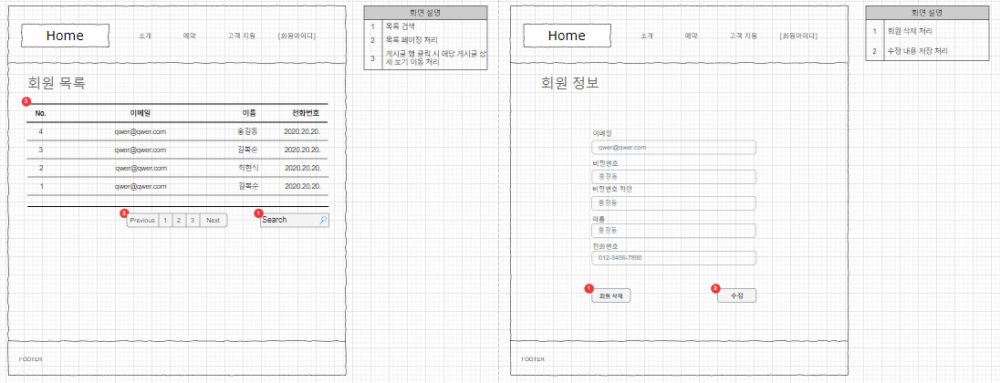 Home 소개 예약 고객 지원 [회원아이디]
회원 목록
3
No. 이메일 이름 전화번호
4 qwer@qwer.com 홍길동 2020.20.20.
3 qwer@qwer.com 길복순 2020.20.20.
2 qwer@qwer.com 최현식 2020.20.20.
1 qwer@qwer.com 길복순 2020.20.20.
2 Previous 1 2 3 Next 1 Search
FOOTER
화면 설명
1 목록 검색
2 목록 페이징 처리
3 게시글 행 클릭 시 해당 게시글 상
세 보기 이동 처리
Home 소개 예약 고객 지원 [회원아이디]
회원 정보
이메일
qwer@qwer.com
비밀번호
홍길동
비밀번호 확인
홍길동
이름
홍길동
전화번호
012-3456-7890
1 회원 삭제 2 수정
FOOTER
화면 설명
1 회원 삭제 처리
2 수정 내용 저장 처리